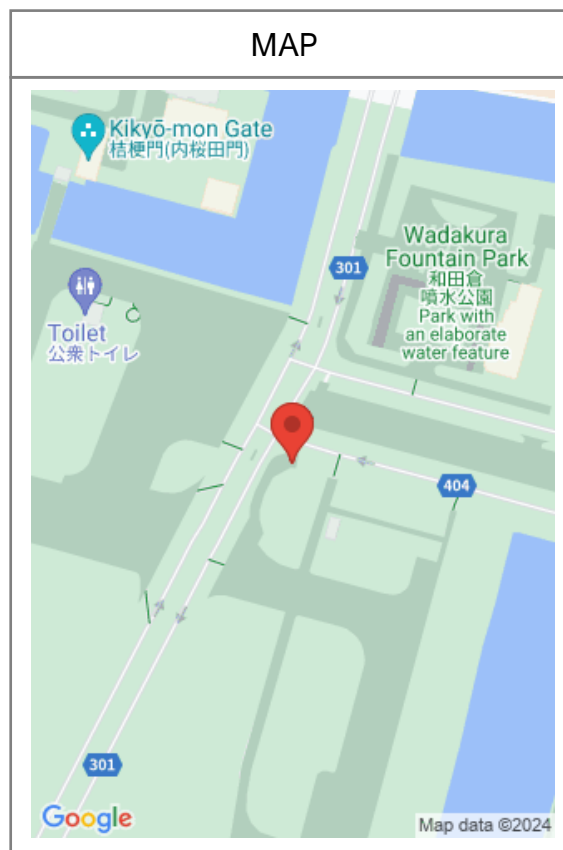 MAP
Kikyō-mon Gate
桔梗門(内桜田門)
301
Wadakura
Fountain Park
和田倉
噴水公園
Park with
an elaborate
water feature
Toilet
公衆トイレ
404
301
Google
Map data ©2024